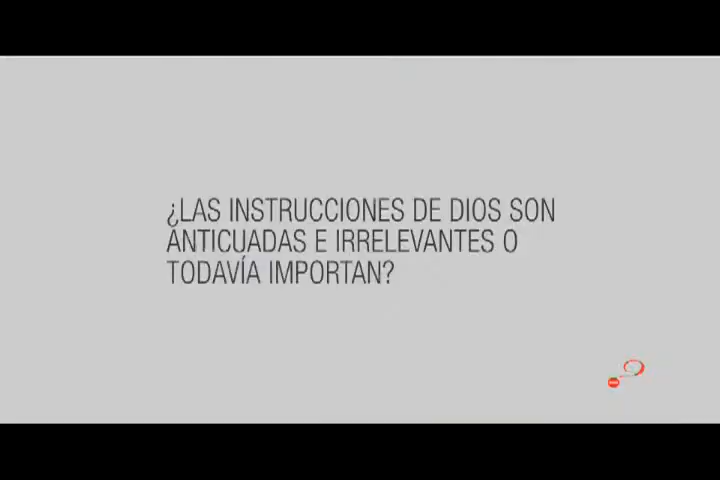 ¿LAS INSTRUCCIONES DE DIOS SON
ANTICUADAS E IRRELEVANTES O
TODAVÍA IMPORTAN?